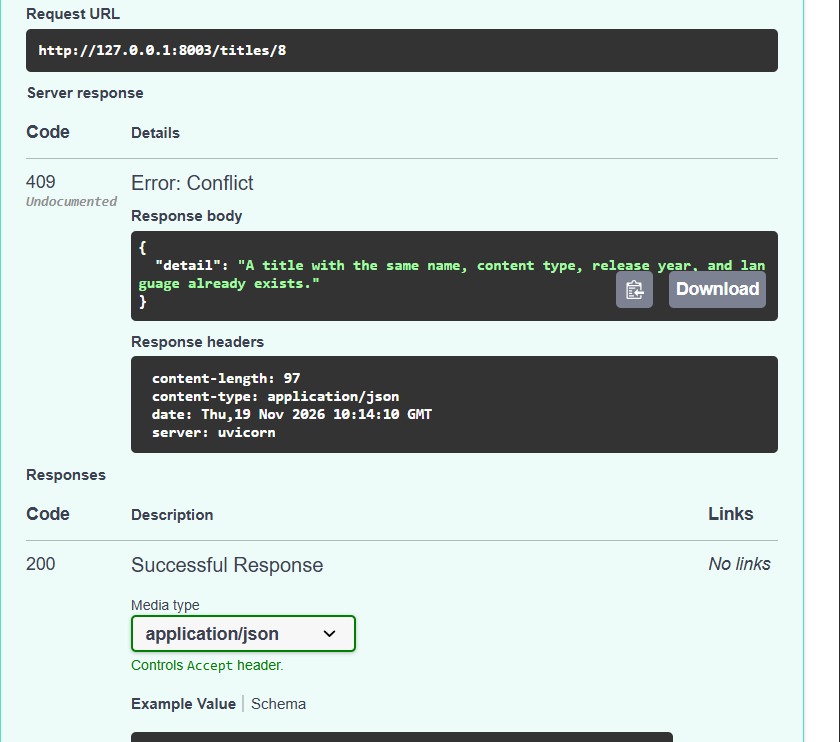 Request URL
http://127.0.0.1:8003/titles/8
Server response
Code Details
409 Error: Conflict
Undocumented
Response body
{
"detail": "A title with the same name, content type, release year, and lan
guage already exists."
}
Download
Response headers
content-length: 97
content-type: application/json
date: Thu,19 Nov 2026 10:14:10 GMT
server: uvicorn
Responses
Code Description Links
200 Successful Response No links
Media type
application/json
Controls Accept header.
Example Value Schema